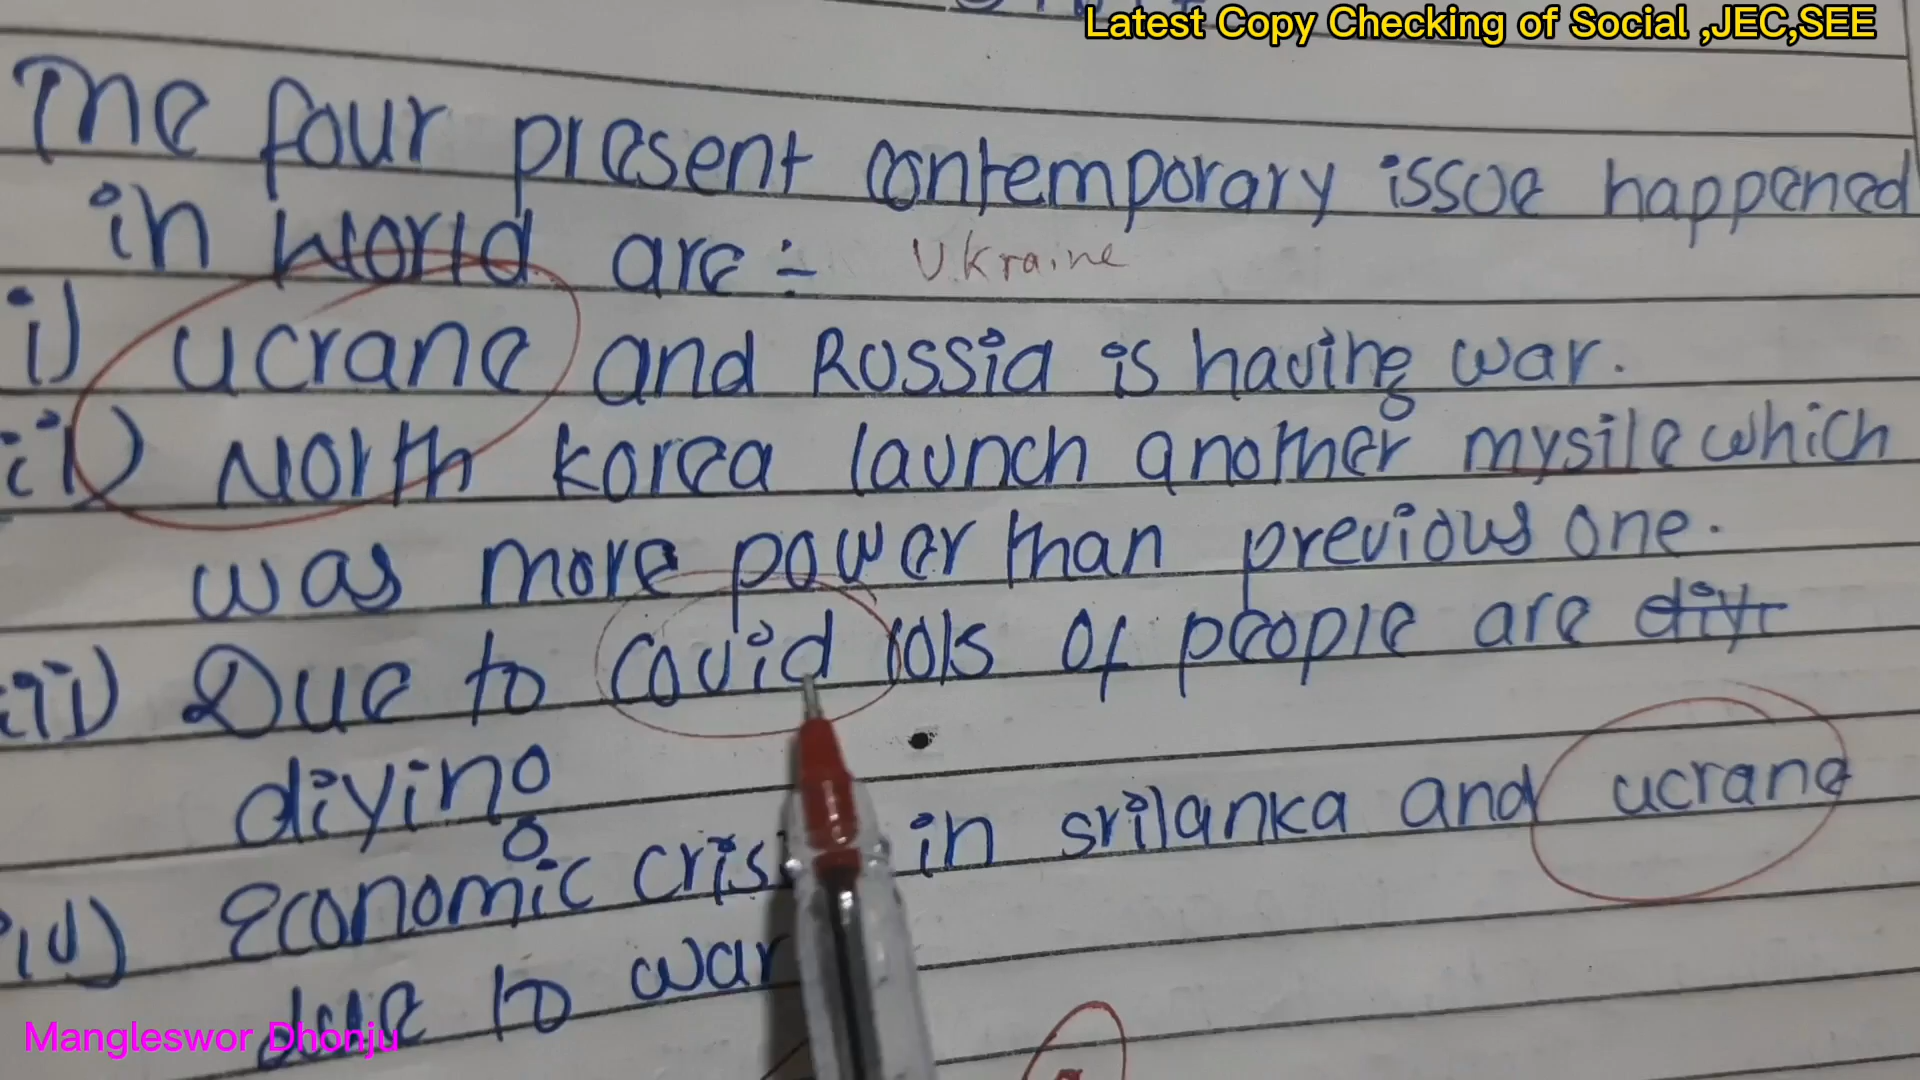 Latest Copy Checking of Social ,JEC,SEE
The four present contemporary issue happened
in world are :-
Ukraine
i) ucrane and Russia is having war.
ii) North korea launch another mysile which
was more power than previous one.
iii) Due to covid lots of people are diyi
diying
iv) Economic cris in srilanka and ucrane
due to war
Mangleswor Dhonju